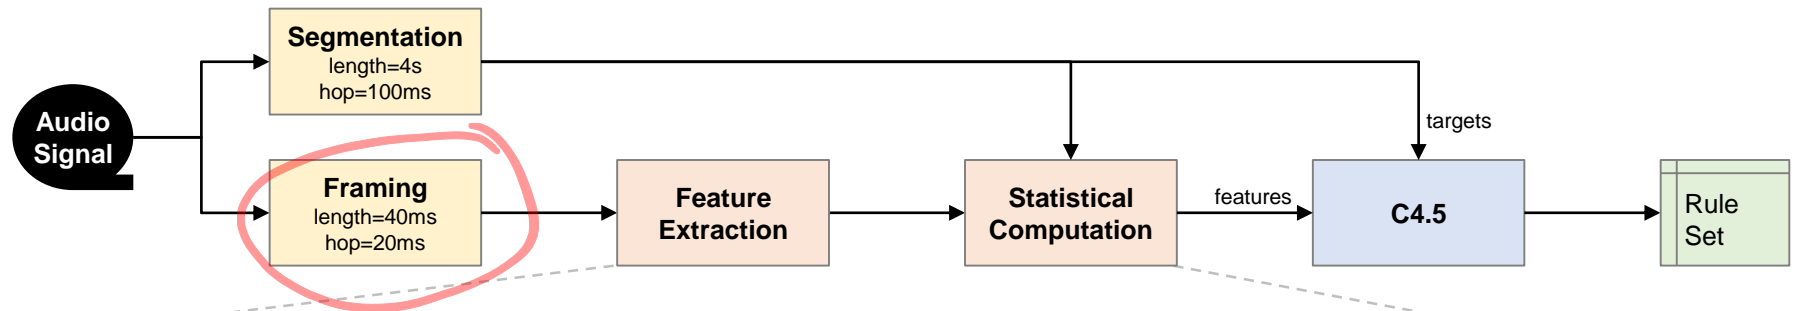 Audio
Signal
Segmentation
length=4s
hop=100ms
Framing
length=40ms
hop=20ms
Feature
Extraction
Statistical
Computation
features
targets
C4.5
Rule
Set